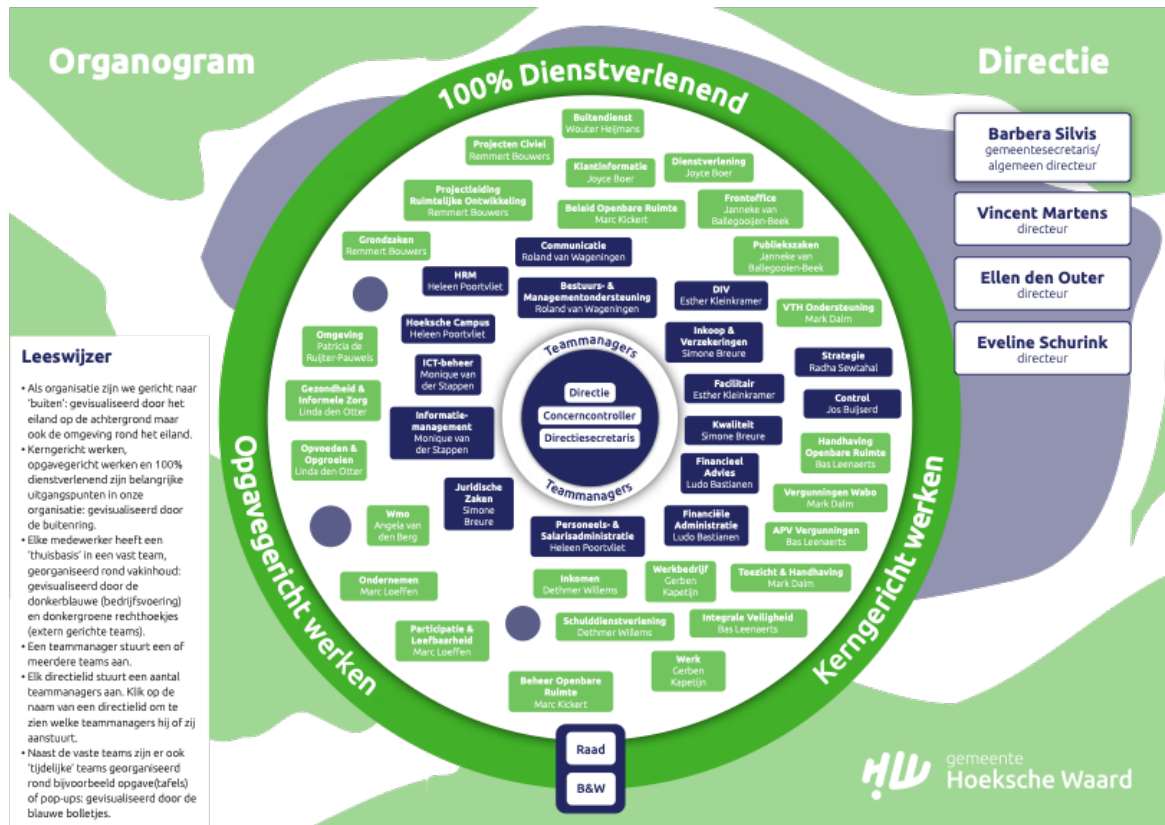 Organogram
Directie
100% Dienstverlenend
Opgavegericht werken
Kerngericht werken
Barbera Silvis
gemeentesecretaris/
algemeen directeur
Vincent Martens
directeur
Ellen den Outer
directeur
Eveline Schurink
directeur
Buitendienst
Wouter Heijmans
Projecten Civiel
Remmert Bouwers
Klantinformatie
Joyce Boer
Dienstverlening
Joyce Boer
Projectleiding
Ruimtelijke Ontwikkeling
Remmert Bouwers
Beleid Openbare Ruimte
Marc Kickert
Frontoffice
Janneke van
Ballegooijen-Beek
Grondzaken
Remmert Bouwers
Communicatie
Roland van Wageningen
Publiekszaken
Janneke van
Ballegooien-Beek
HRM
Heleen Poortvliet
Bestuurs- &
Managementondersteuning
Roland van Wageningen
DIV
Esther Kleinkramer
VTH Ondersteuning
Mark Dalm
Hoeksche Campus
Heleen Poortvliet
Inkoop &
Verzekeringen
Simone Breure
Omgeving
Patricia de
Ruijter-Pauwels
ICT-beheer
Monique van
der Stappen
Strategie
Radha Sewtahal
Gezondheid &
Informele Zorg
Linda den Otter
Facilitair
Esther Kleinkramer
Control
Jos Buijserd
Informatie-
management
Monique van
der Stappen
Kwaliteit
Simone Breure
Opvoeden &
Opgroeien
Linda den Otter
Handhaving
Openbare Ruimte
Bas Leenaerts
Teammanagers
Directie
Concerncontroller
Directiesecretaris
Teammanagers
Financieel
Advies
Ludo Bastianen
Juridische
Zaken
Simone
Breure
Vergunningen Wabo
Mark Dalm
Wmo
Angela van
den Berg
Personeels- &
Salarisadministratie
Heleen Poortvliet
Financiële
Administratie
Ludo Bastianen
APV Vergunningen
Bas Leenaerts
Ondernemen
Marc Loeffen
Inkomen
Dethmer Willems
Werkbedrijf
Gerben
Kapetijn
Toezicht & Handhaving
Mark Dalm
Participatie &
Leefbaarheid
Marc Loeffen
Schulddienstverlening
Dethmer Willems
Integrale Veiligheid
Bas Leenaerts
Werk
Gerben
Kapetijn
Beheer Openbare
Ruimte
Marc Kickert
Raad
B&W
Leeswijzer
• Als organisatie zijn we gericht naar
'buiten': gevisualiseerd door het
eiland op de achtergrond maar
ook de omgeving rond het eiland.
• Kerngericht werken,
opgavegericht werken en 100%
dienstverlenend zijn belangrijke
uitgangspunten in onze
organisatie: gevisualiseerd door
de buitenring.
• Elke medewerker heeft een
'thuisbasis' in een vast team,
georganiseerd rond vakinhoud:
gevisualiseerd door de
donkerblauwe (bedrijfsvoering)
en donkergroene rechthoekjes
(extern gerichte teams).
• Een teammanager stuurt een of
meerdere teams aan.
• Elk directielid stuurt een aantal
teammanagers aan. Klik op de
naam van een directielid om te
zien welke teammanagers hij of zij
aanstuurt.
• Naast de vaste teams zijn er ook
'tijdelijke' teams georganiseerd
rond bijvoorbeeld opgave(tafels)
of pop-ups: gevisualiseerd door de
blauwe bolletjes.
gemeente
Hoeksche Waard